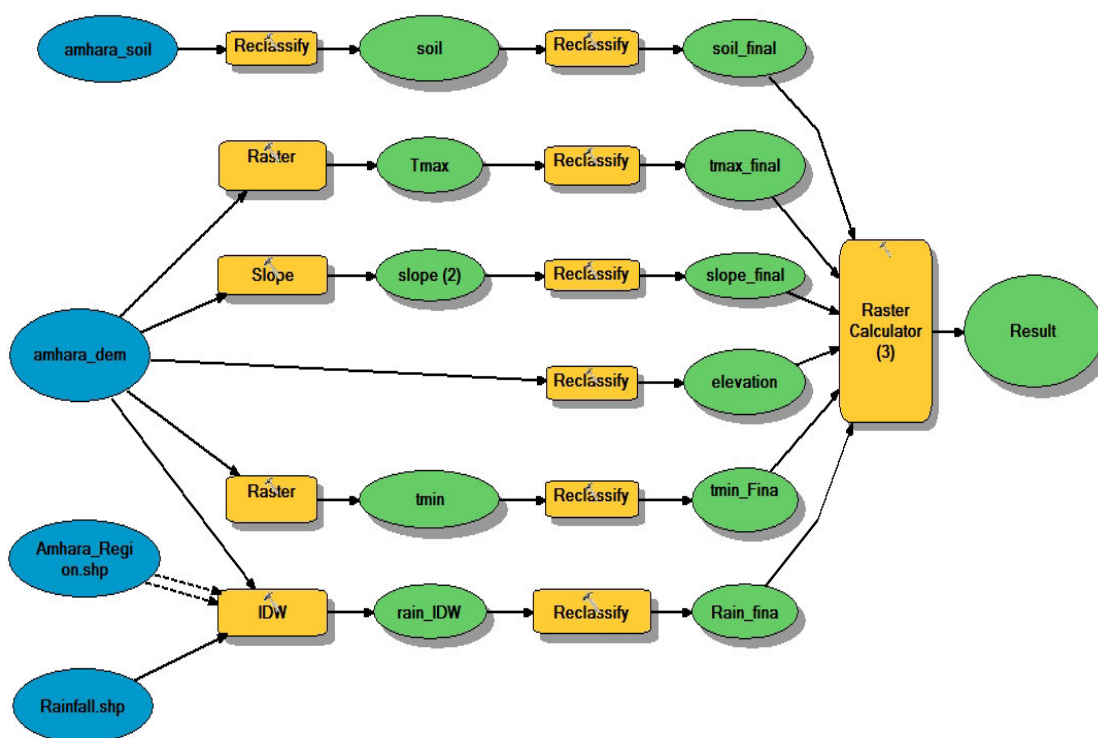 amhara_soil
Reclassify
soil
Reclassify
soil_final
Raster
Tmax
Reclassify
tmax_final
Slope
slope (2)
Reclassify
slope_final
amhara_dem
Reclassify
elevation
Raster
Calculator
(3)
Result
Raster
tmin
Reclassify
tmin_Fina
Amhara_Regi
on.shp
IDW
rain_IDW
Reclassify
Rain_fina
Rainfall.shp